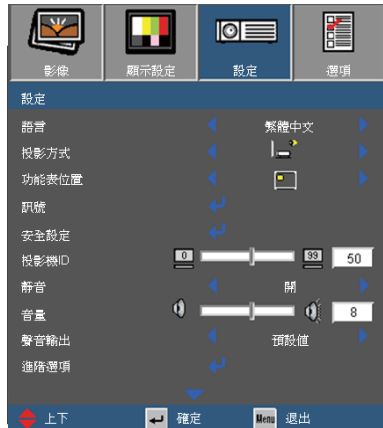 影像 顯示設定 設定 選項
設定
語言 繁體中文
投影方式
功能表位置
訊號
安全設定
投影機ID 0 99 50
靜音 開
音量 8
聲音輸出 預設值
進階選項
上下 確定 Menu 退出